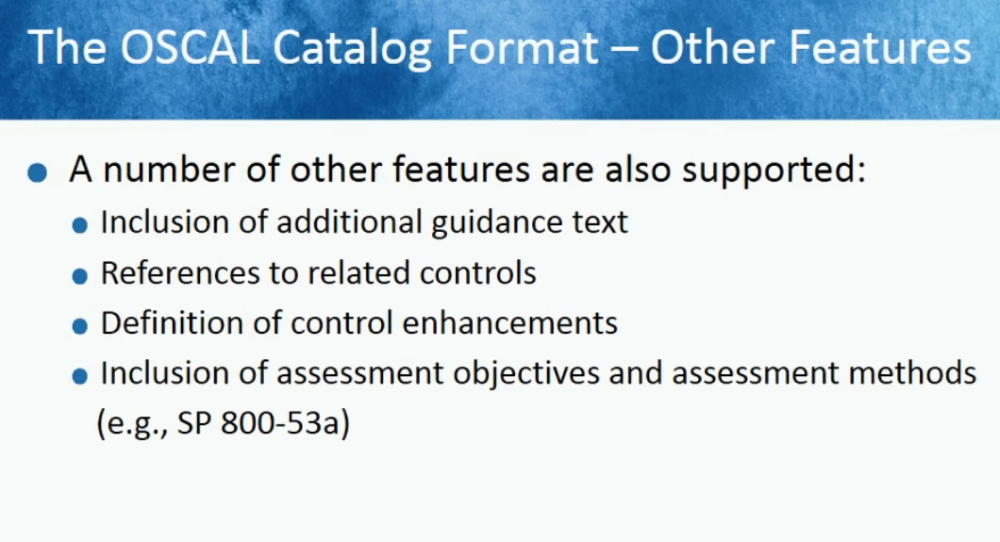 The OSCAL Catalog Format – Other Features
A number of other features are also supported:
Inclusion of additional guidance text
References to related controls
Definition of control enhancements
Inclusion of assessment objectives and assessment methods
(e.g., SP 800-53a)